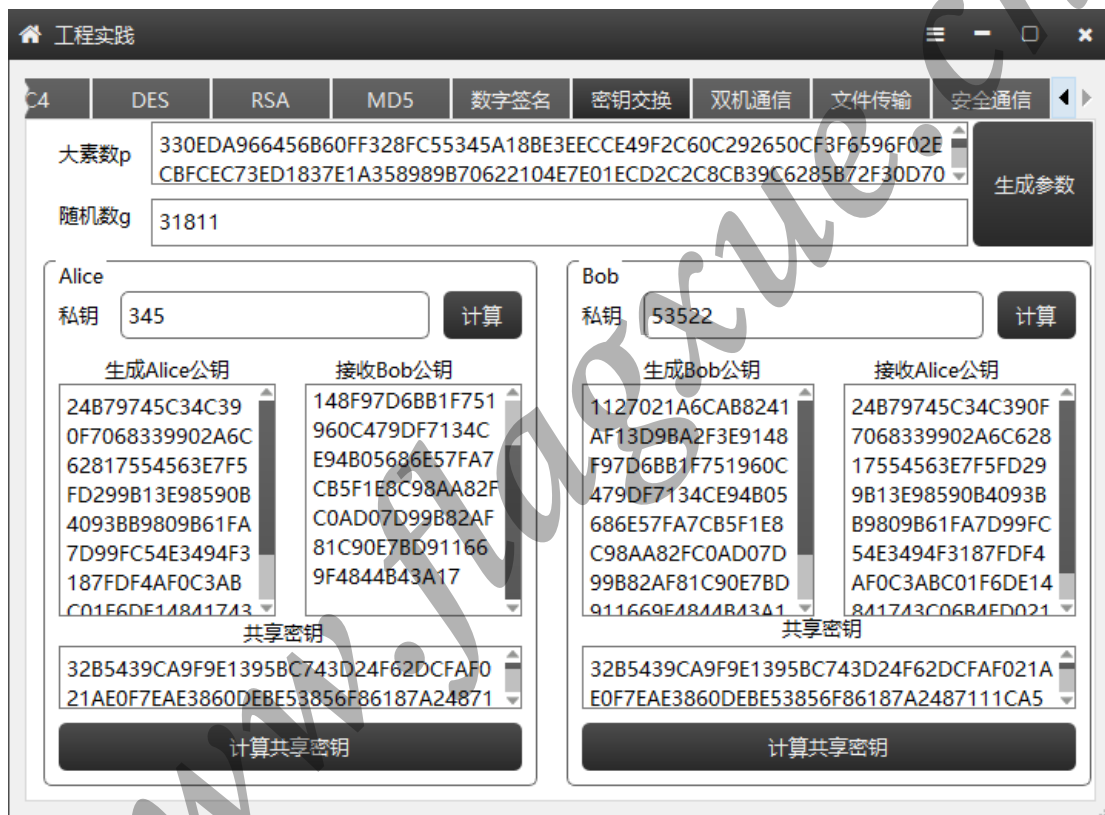 工程实践
C4 DES RSA MD5 数字签名 密钥交换 双机通信 文件传输 安全通信
大素数p
330EDA966456B60FF328FC55345A18BE3EECCE49F2C60C292650CF3F6596F02E
CBFCEC73ED1837E1A358989B70622104E7E01ECD2C2C8CB39C6285B72F30D70
生成参数
随机数g
31811
Alice
私钥
345
计算
生成Alice公钥
24B79745C34C39
0F7068339902A6C
62817554563E7F5
FD299B13E98590B
4093BB9809B61FA
7D99FC54E3494F3
187FDF4AF0C3AB
C01F6DE14841743
接收Bob公钥
148F97D6BB1F751
960C479DF7134C
E94B05686E57FA7
CB5F1E8C98AA82F
C0AD07D99B82AF
81C90E7BD91166
9F4844B43A17
共享密钥
32B5439CA9F9E1395BC743D24F62DCFAF0
21AE0F7EAE3860DEBE53856F86187A24871
计算共享密钥
Bob
私钥
53522
计算
生成Bob公钥
1127021A6CAB8241
AF13D9BA2F3E9148
F97D6BB1F751960C
479DF7134CE94B05
686E57FA7CB5F1E8
C98AA82FC0AD07D
99B82AF81C90E7BD
911669F4844B43A1
接收Alice公钥
24B79745C34C390F
7068339902A6C628
17554563E7F5FD29
9B13E98590B4093B
B9809B61FA7D99FC
54E3494F3187FDF4
AF0C3ABC01F6DE14
841743C06B4FD021
共享密钥
32B5439CA9F9E1395BC743D24F62DCFAF021A
E0F7EAE3860DEBE53856F86187A2487111CA5
计算共享密钥